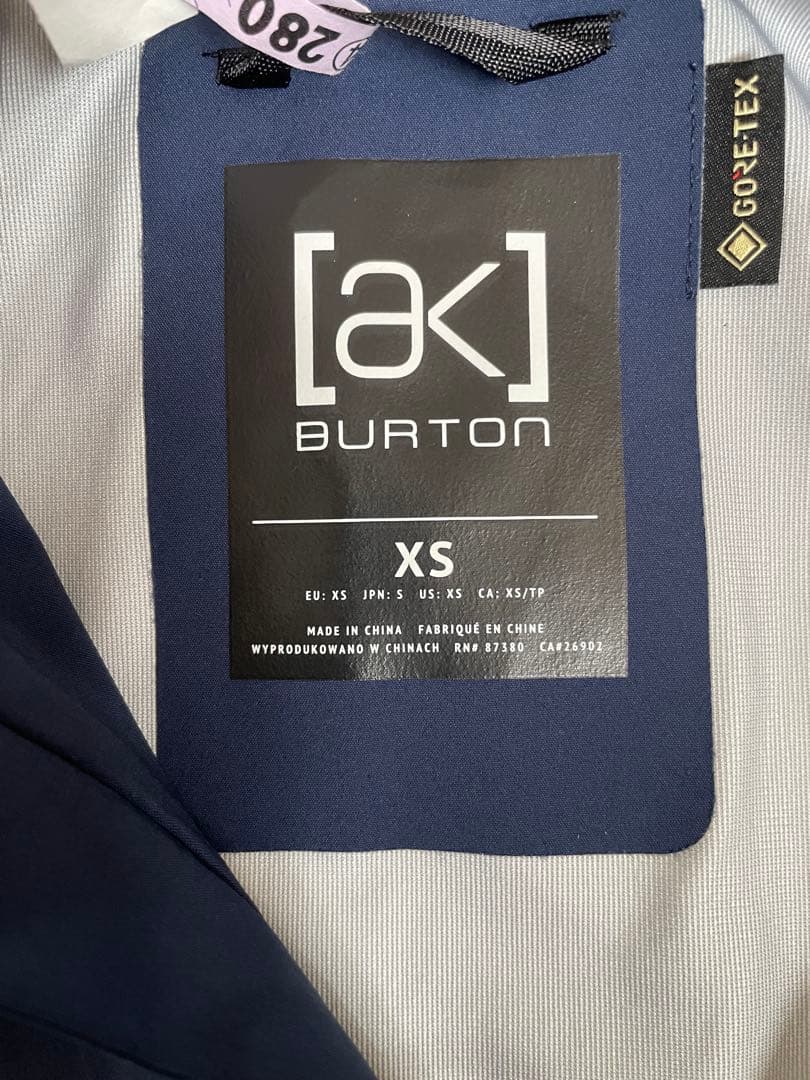 280
GORE-TEX
[ak]
BURTON
XS
EU: XS JPN: S US: XS CA: XS/TP
MADE IN CHINA FABRIQUÉ EN CHINE
WYPRODUKOWANO W CHINACH RN# 87380 CA#26902